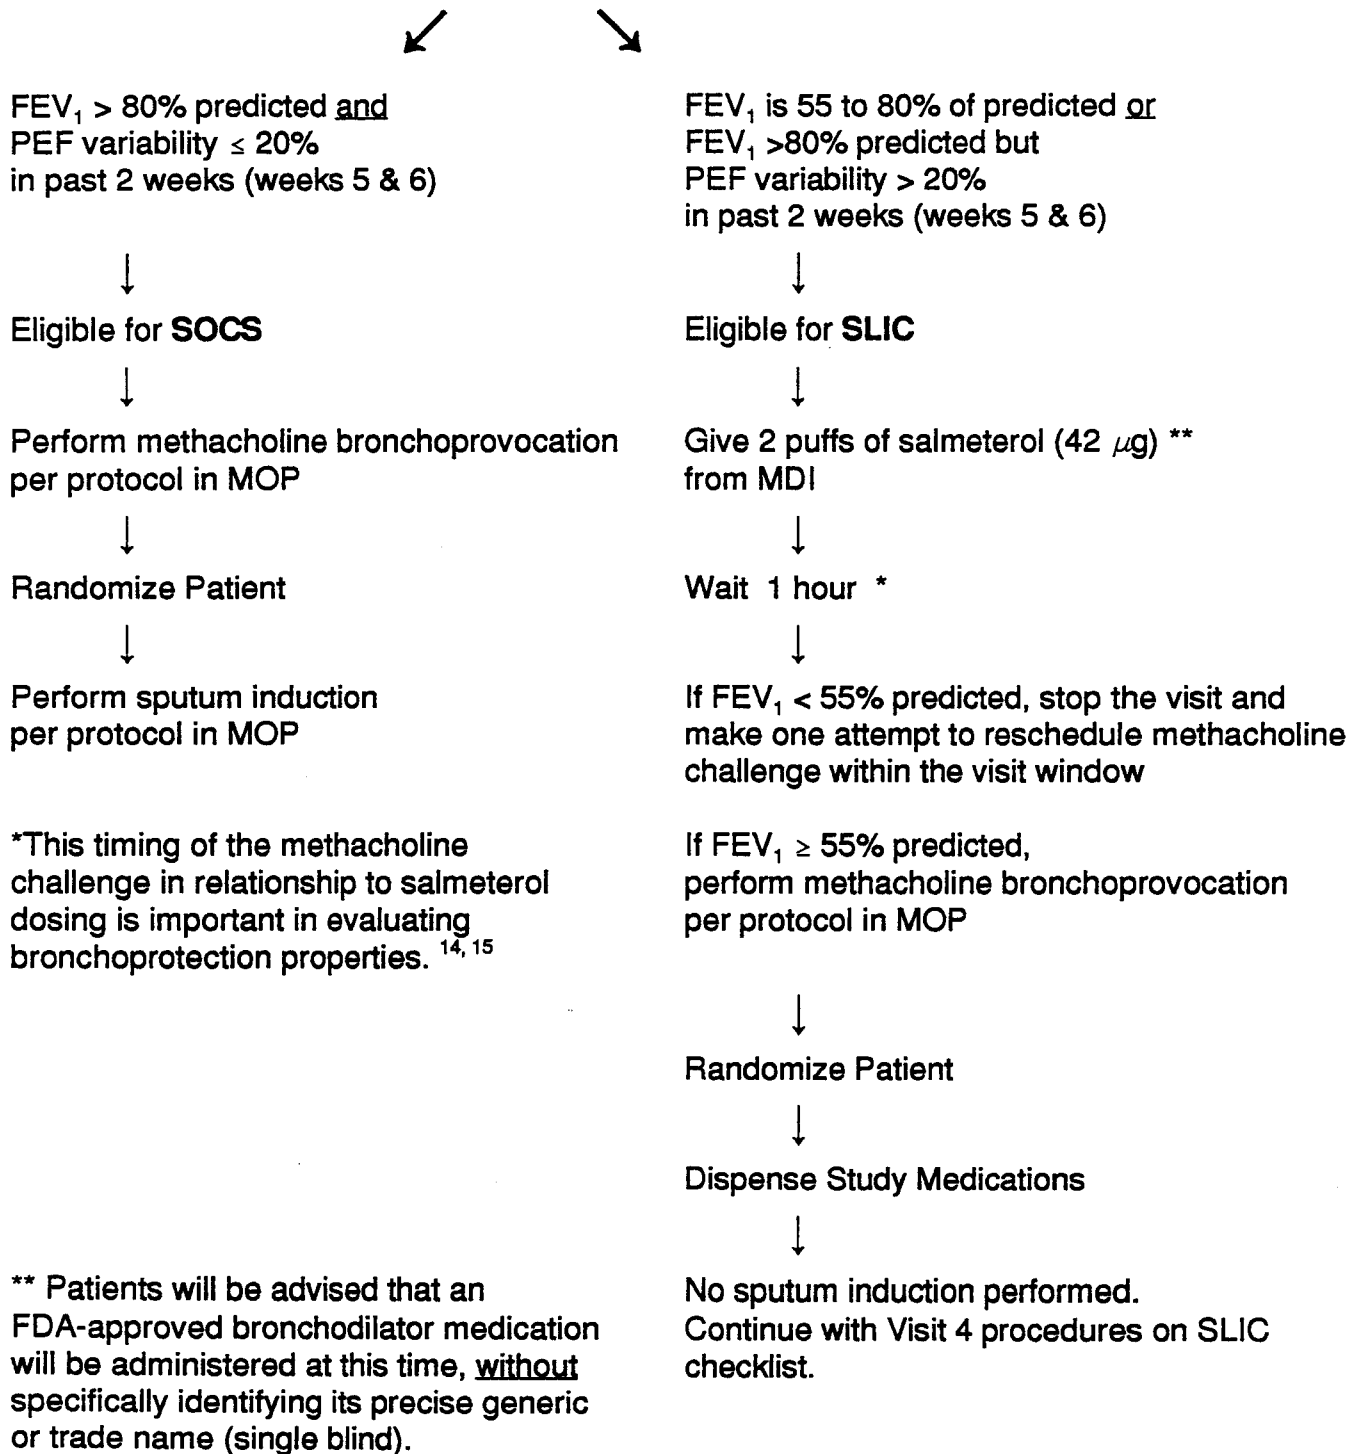 FEV₁ > 80% predicted and
PEF variability ≤ 20%
in past 2 weeks (weeks 5 & 6)
↓
Eligible for SOCS
↓
Perform methacholine bronchoprovocation
per protocol in MOP
↓
Randomize Patient
↓
Perform sputum induction
per protocol in MOP
*This timing of the methacholine
challenge in relationship to salmeterol
dosing is important in evaluating
bronchoprotection properties. 14, 15
** Patients will be advised that an
FDA-approved bronchodilator medication
will be administered at this time, without
specifically identifying its precise generic
or trade name (single blind).
FEV₁ is 55 to 80% of predicted or
FEV₁ >80% predicted but
PEF variability > 20%
in past 2 weeks (weeks 5 & 6)
↓
Eligible for SLIC
↓
Give 2 puffs of salmeterol (42 μg) **
from MDI
↓
Wait 1 hour *
↓
If FEV₁ < 55% predicted, stop the visit and
make one attempt to reschedule methacholine
challenge within the visit window
If FEV₁ ≥ 55% predicted,
perform methacholine bronchoprovocation
per protocol in MOP
↓
Randomize Patient
↓
Dispense Study Medications
↓
No sputum induction performed.
Continue with Visit 4 procedures on SLIC
checklist.